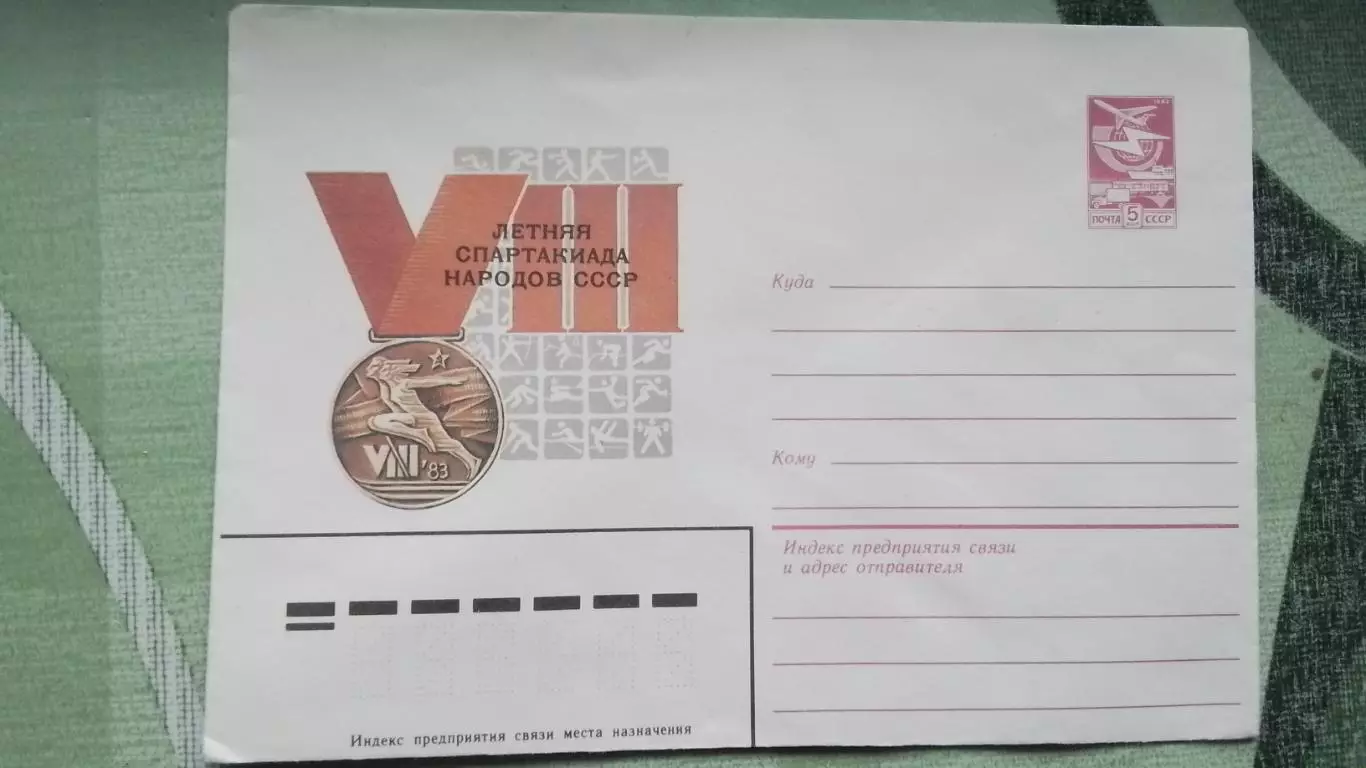 VIII
ЛЕТНЯЯ
СПАРТАКИАДА
НАРОДОВ СССР
VIII '83
1982
ПОЧТА 5 СССР
Куда
Кому
Индекс предприятия связи
и адрес отправителя
Индекс предприятия связи места назначения